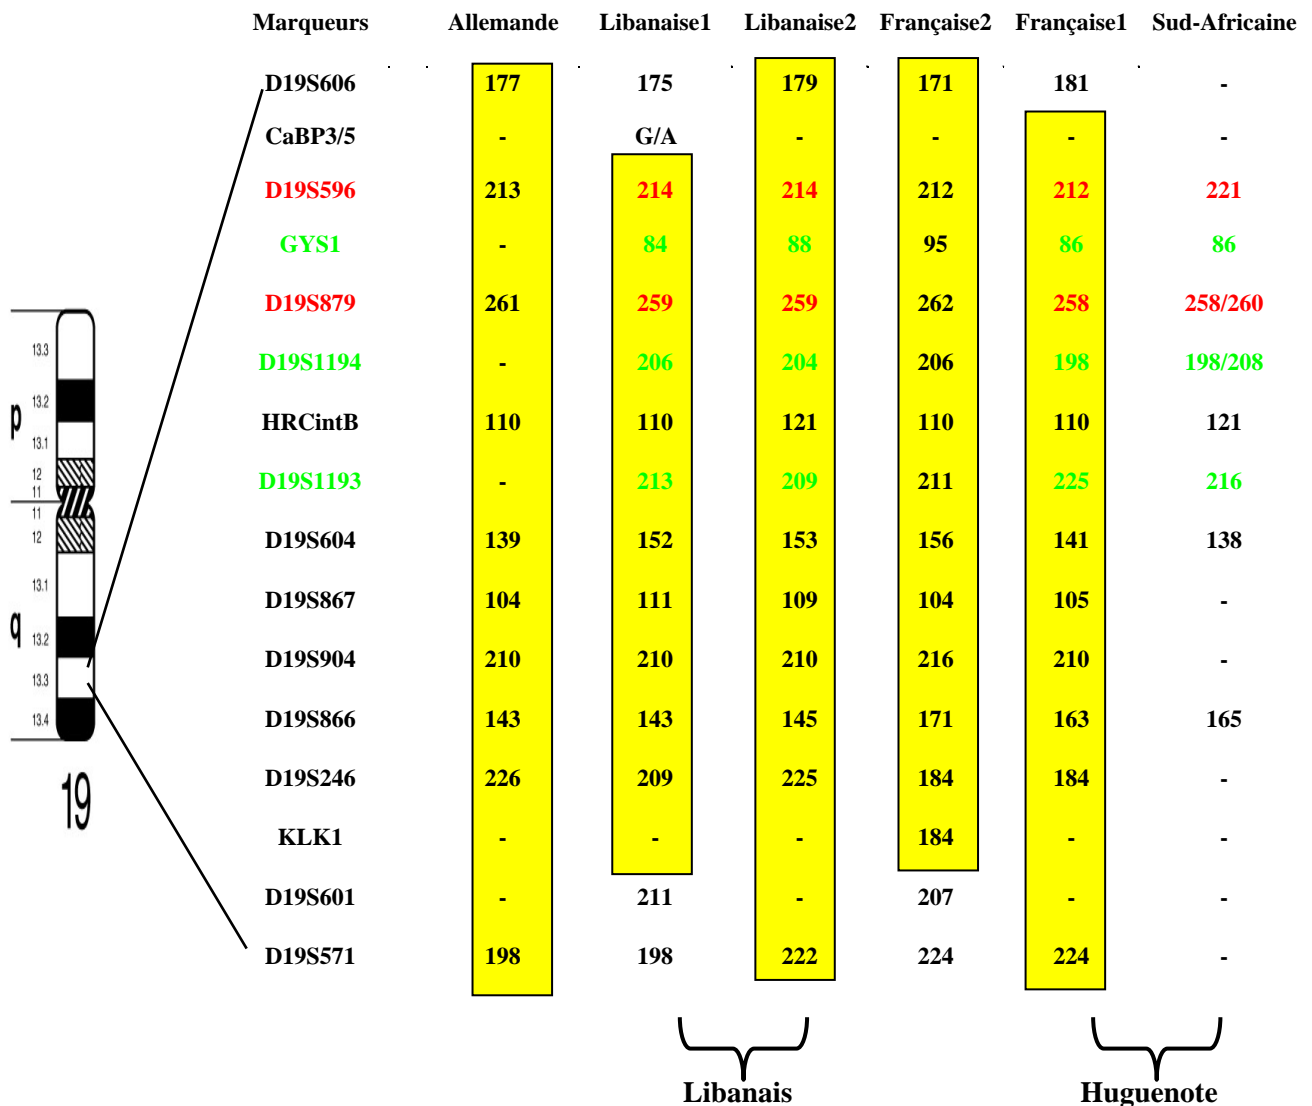 Marqueurs Allemande Libanaise1 Libanaise2 Française2 Française1 Sud-Africaine
D19S606 177 175 179 171 181 -
CaBP3/5 - G/A - - - -
D19S596 213 214 214 212 212 221
GYS1 - 84 88 95 86 86
D19S879 261 259 259 262 258 258/260
D19S1194 - 206 204 206 198 198/208
HRCintB 110 110 121 110 110 121
D19S1193 - 213 209 211 225 216
D19S604 139 152 153 156 141 138
D19S867 104 111 109 104 105 -
D19S904 210 210 210 216 210 -
D19S866 143 143 145 171 163 165
D19S246 226 209 225 184 184 -
KLK1 - - - 184 - -
D19S601 - 211 - 207 - -
D19S571 198 198 222 224 224 -
13.3
13.2
p
13.1
12
11
11
12
13.1
q
13.2
13.3
13.4
19
Libanais Huguenote